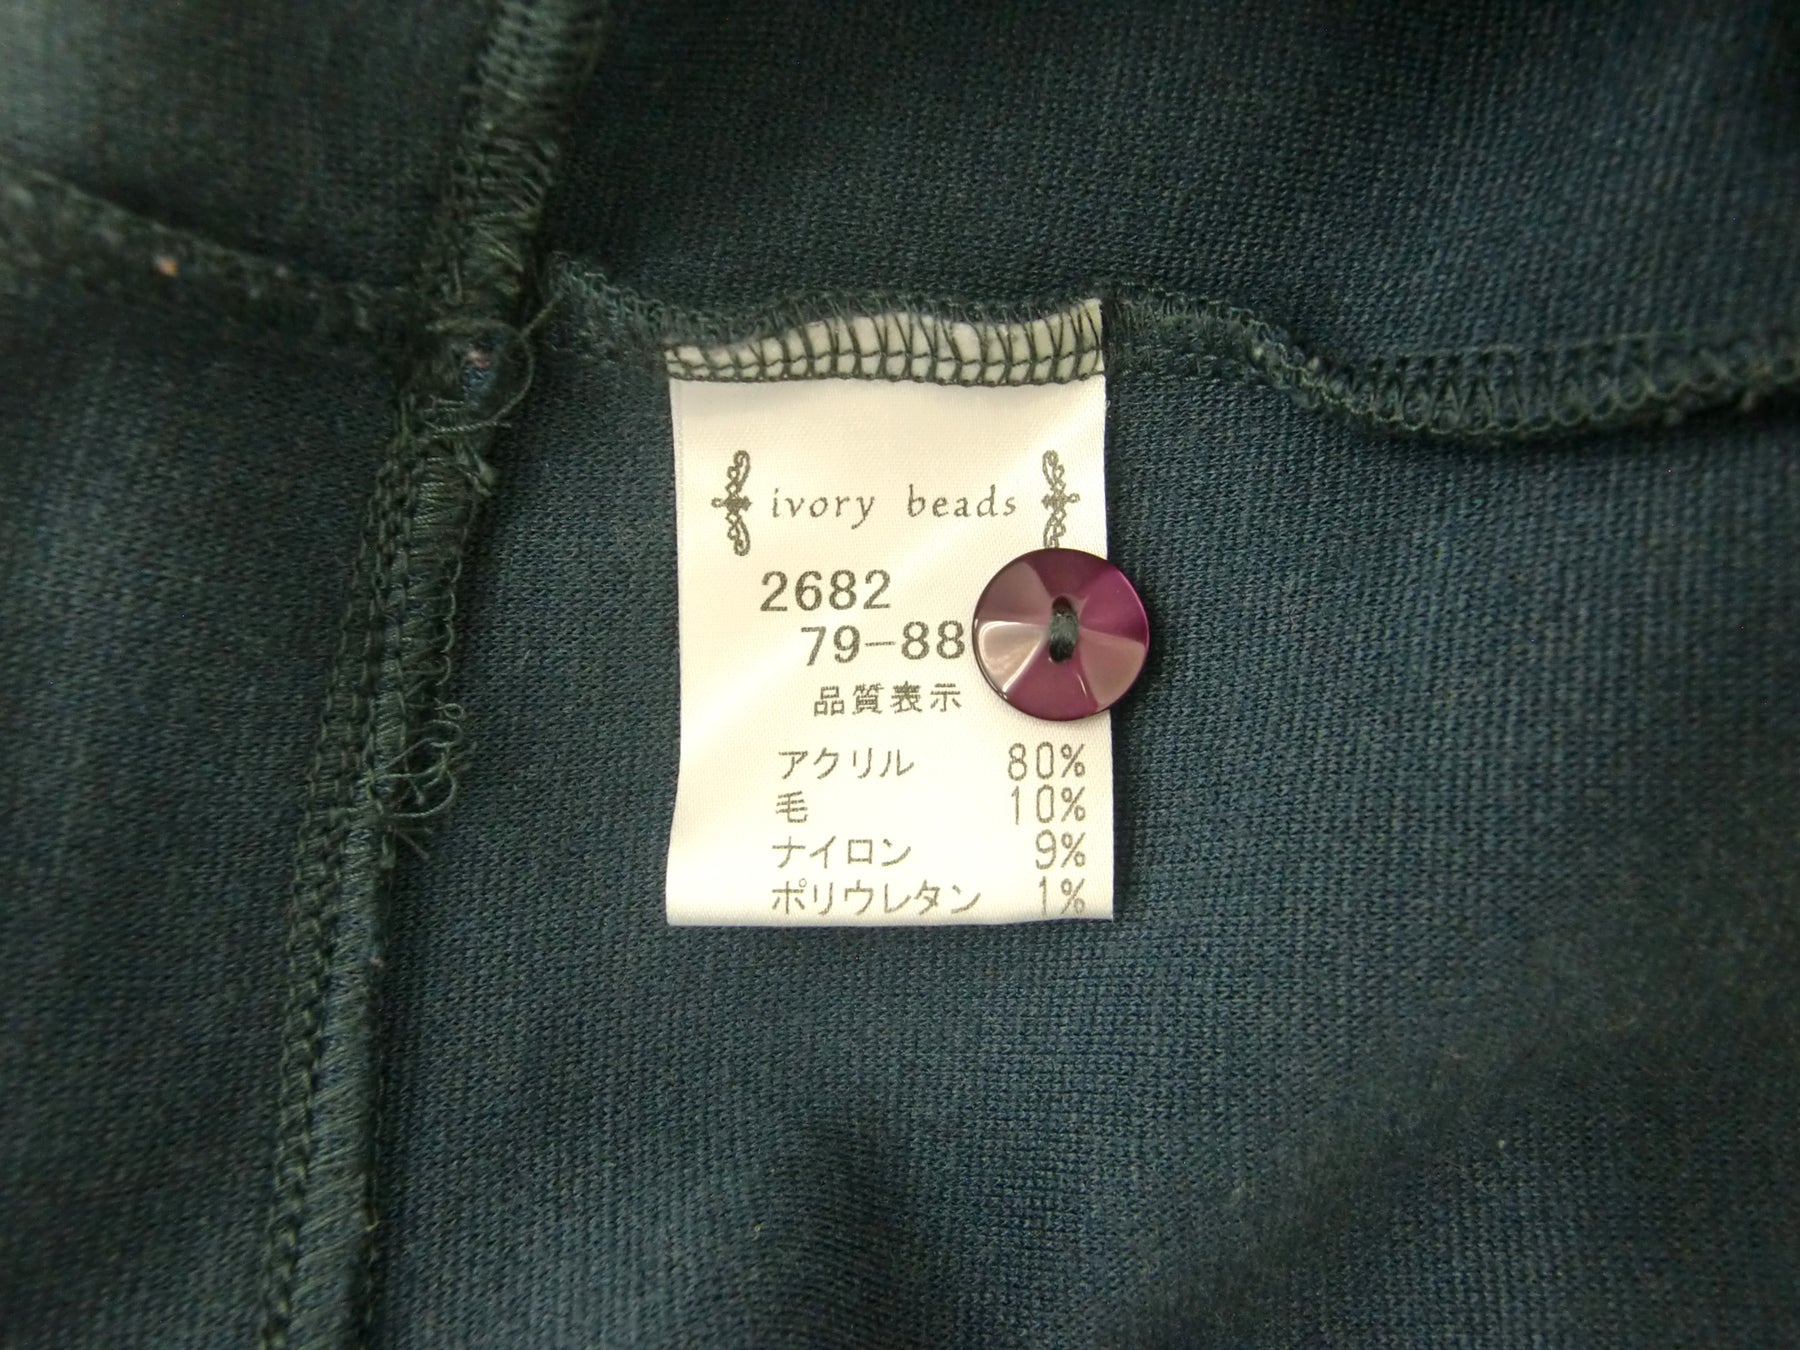 ivory beads
2682
79-88
品質表示
アクリル 80%
毛 10%
ナイロン 9%
ポリウレタン 1%